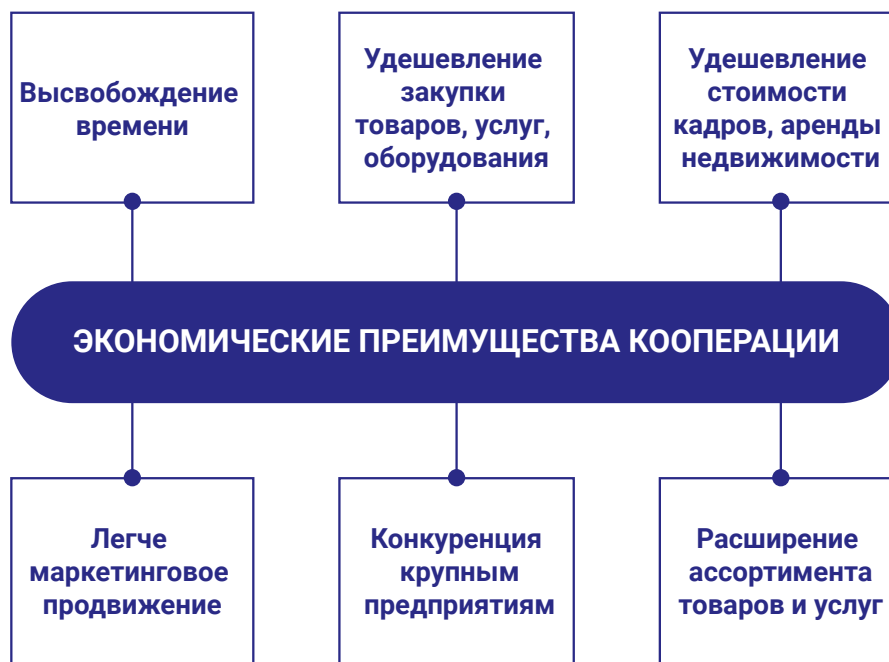 Высвобождение
времени
Удешевление
закупки
товаров, услуг,
оборудования
Удешевление
стоимости
кадров, аренды
недвижимости
ЭКОНОМИЧЕСКИЕ ПРЕИМУЩЕСТВА КООПЕРАЦИИ
Легче
маркетинговое
продвижение
Конкуренция
крупным
предприятиям
Расширение
ассортимента
товаров и услуг